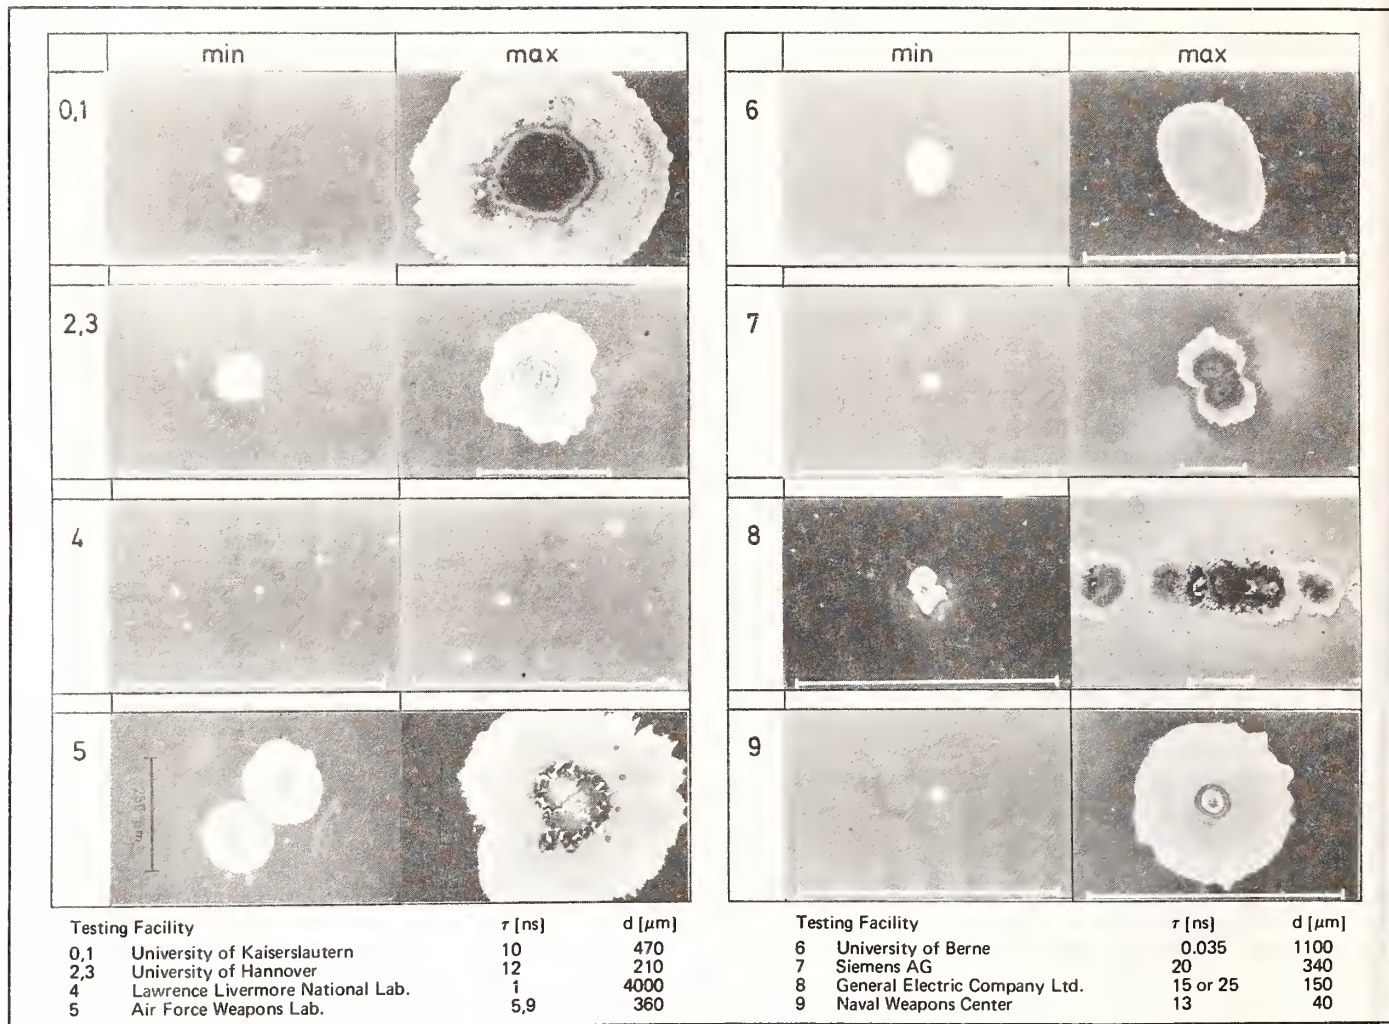 min max
0,1
2,3
4
5
Testing Facility τ [ns] d [μm]
0,1 University of Kaiserslautern 10 470
2,3 University of Hannover 12 210
4 Lawrence Livermore National Lab. 1 4000
5 Air Force Weapons Lab. 5,9 360
min max
6
7
8
9
Testing Facility τ [ns] d [μm]
6 University of Berne 0.035 1100
7 Siemens AG 20 340
8 General Electric Company Ltd. 15 or 25 150
9 Naval Weapons Center 13 40